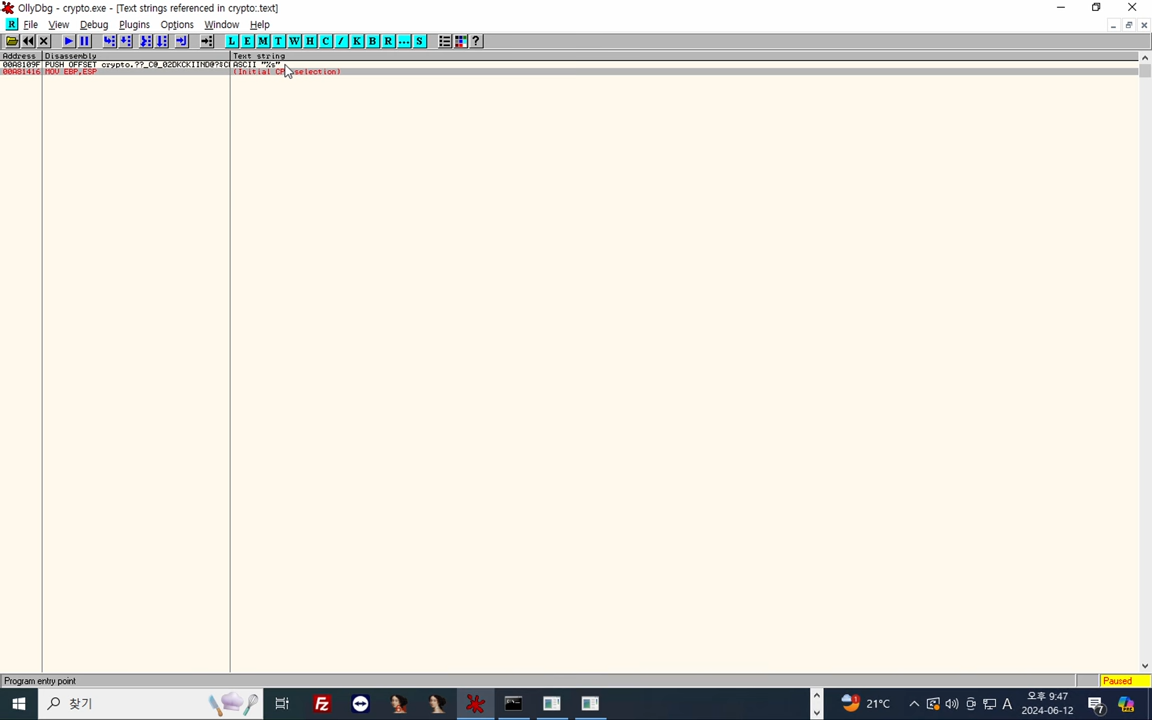 OllyDbg - crypto.exe - [Text strings referenced in crypto:.text]
R File View Debug Plugins Options Window Help
L E M T W H C / K B R ... S ?
Address Disassembly Text string
00A8109F PUSH OFFSET crypto.??_C@_02DKCKIIND@?$C ASCII "%s"
00A81416 MOV EBP,ESP (Initial CPU selection)
Program entry point Paused
찾기 21°C A 오후 9:47
2024-06-12 7